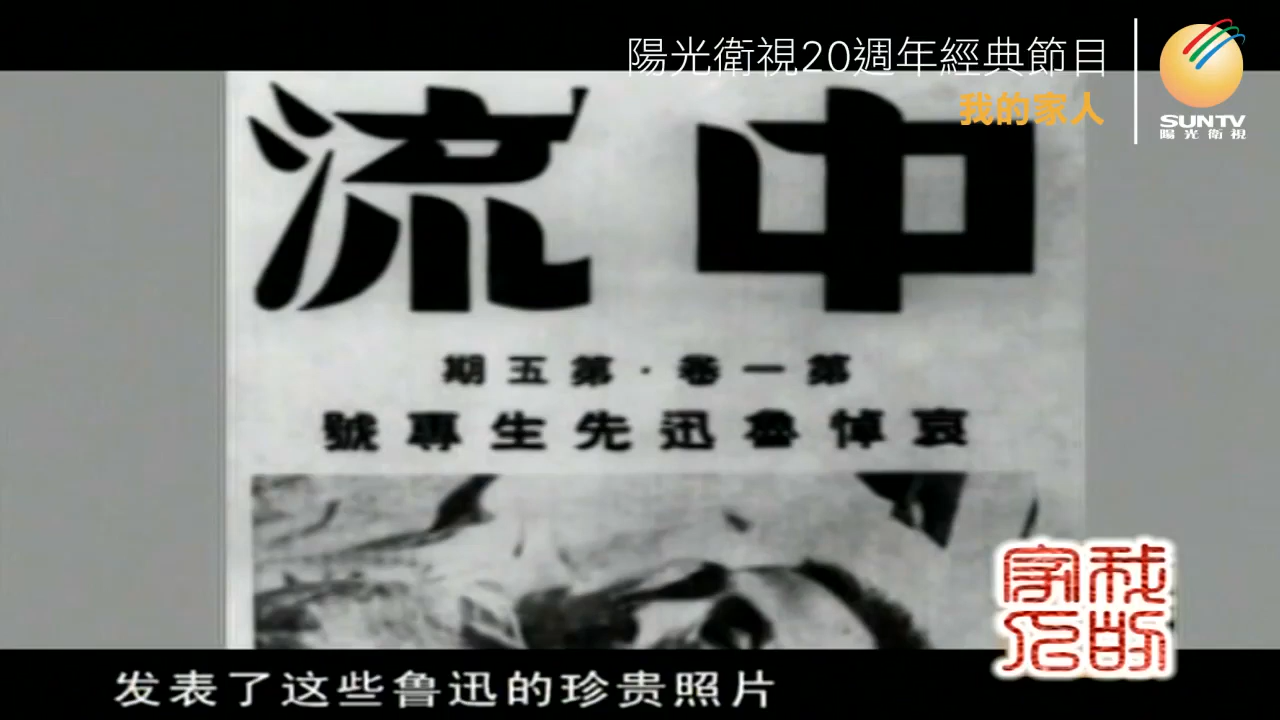 陽光衛視20週年經典節目
我的家人
SUNTV
陽光衛視
中流
第一卷·第五期
哀悼魯迅先生專號
我的家人
发表了这些鲁迅的珍贵照片